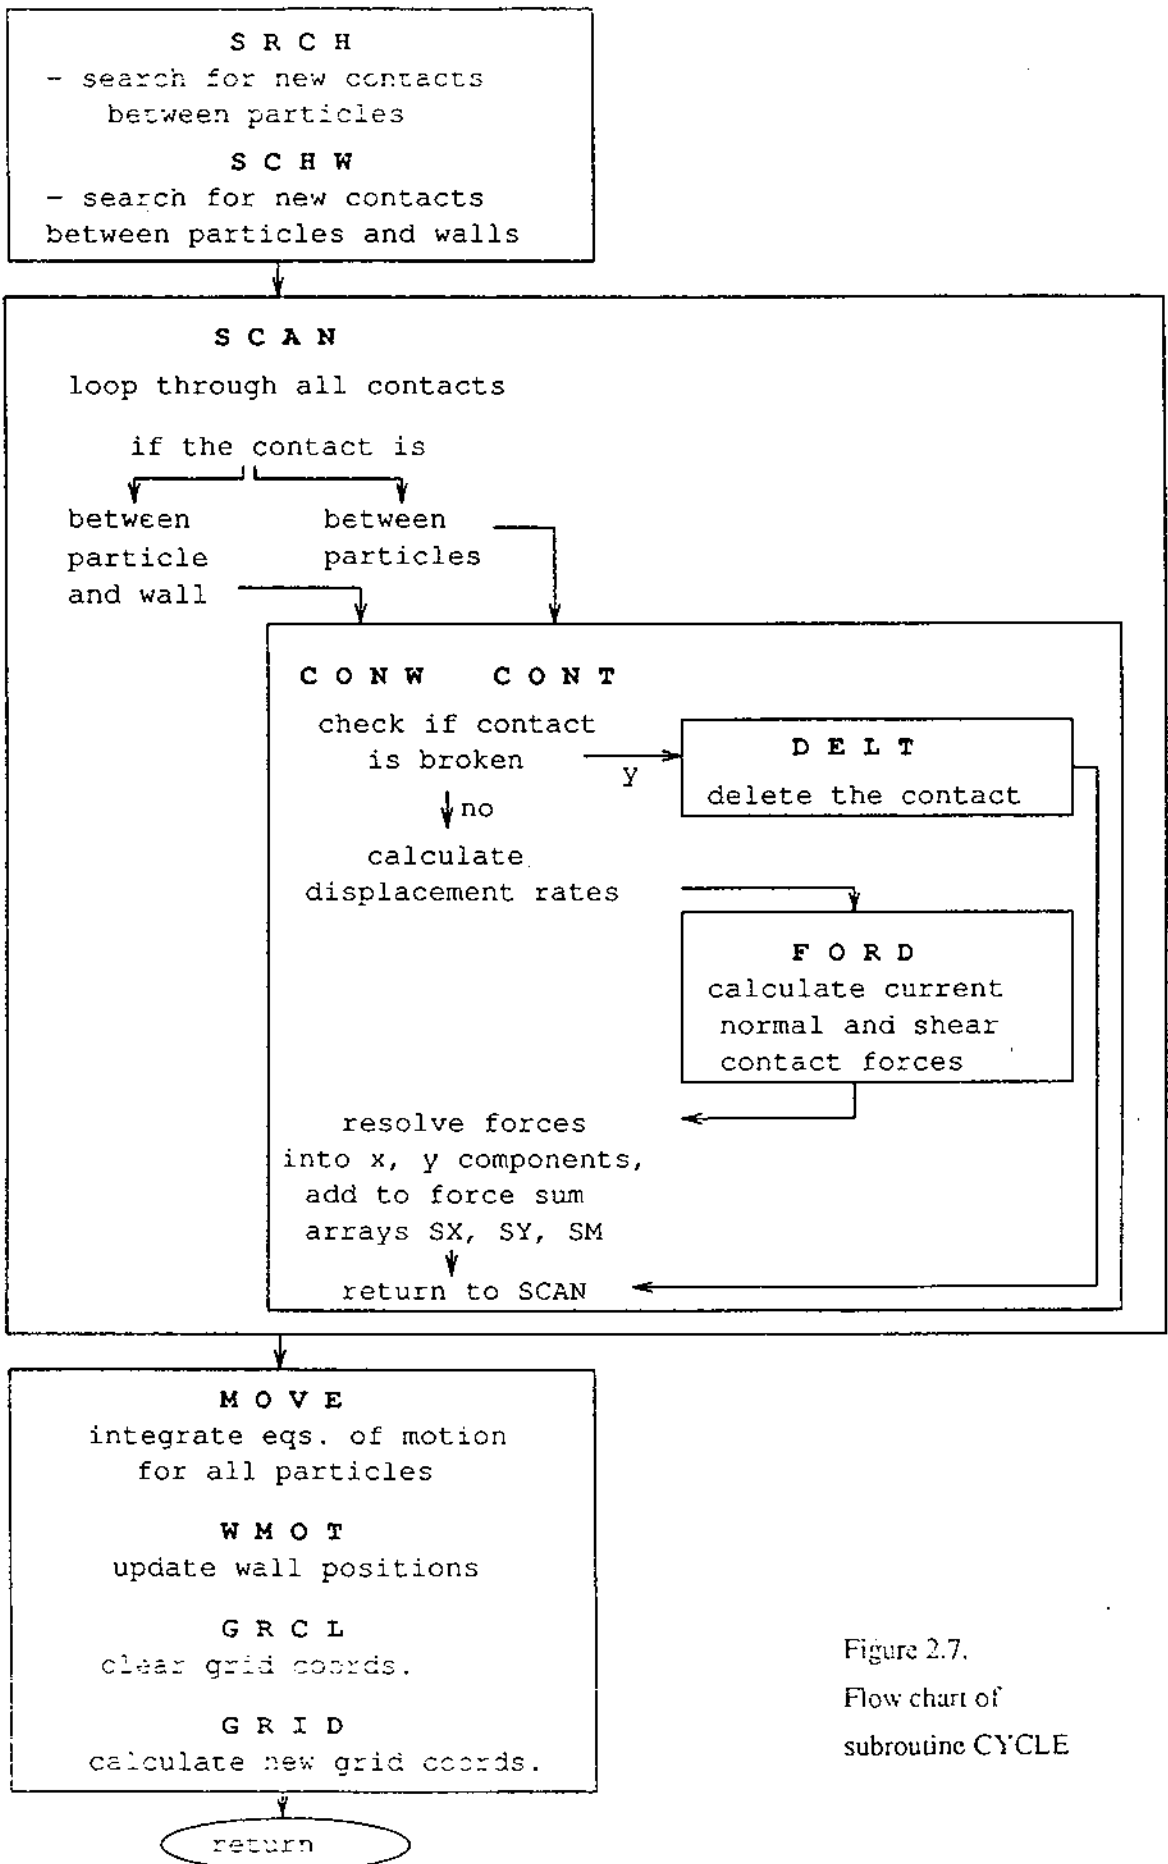 S R C H
- search for new contacts
between particles
S C H W
- search for new contacts
between particles and walls
S C A N
loop through all contacts
if the contact is
between
particle
and wall
between
particles
C O N W C O N T
check if contact
is broken
y
D E L T
delete the contact
no
calculate
displacement rates
F O R D
calculate current
normal and shear
contact forces
resolve forces
into x, y components,
add to force sum
arrays SX, SY, SM
return to SCAN
M O V E
integrate eqs. of motion
for all particles
W M O T
update wall positions
G R C L
clear grid coords.
G R I D
calculate new grid coords.
return
Figure 2.7.
Flow chart of
subroutine CYCLE